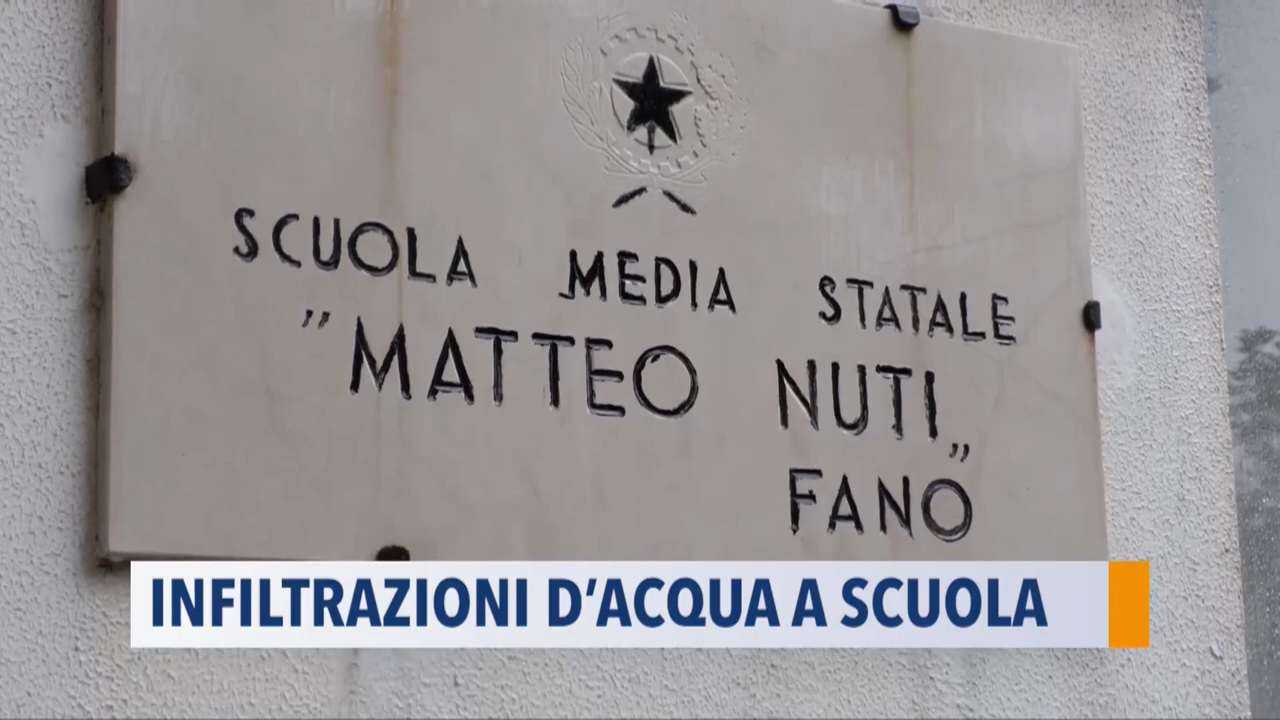 SCUOLA MEDIA STATALE
"MATTEO NUTI„
FANO
INFILTRAZIONI D'ACQUA A SCUOLA